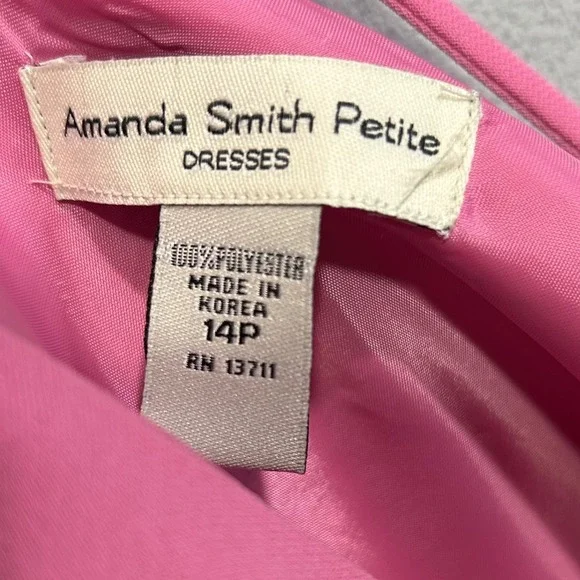 Amanda Smith Petite
DRESSES
100%POLYESTER
MADE IN
KOREA
14P
RN 13711